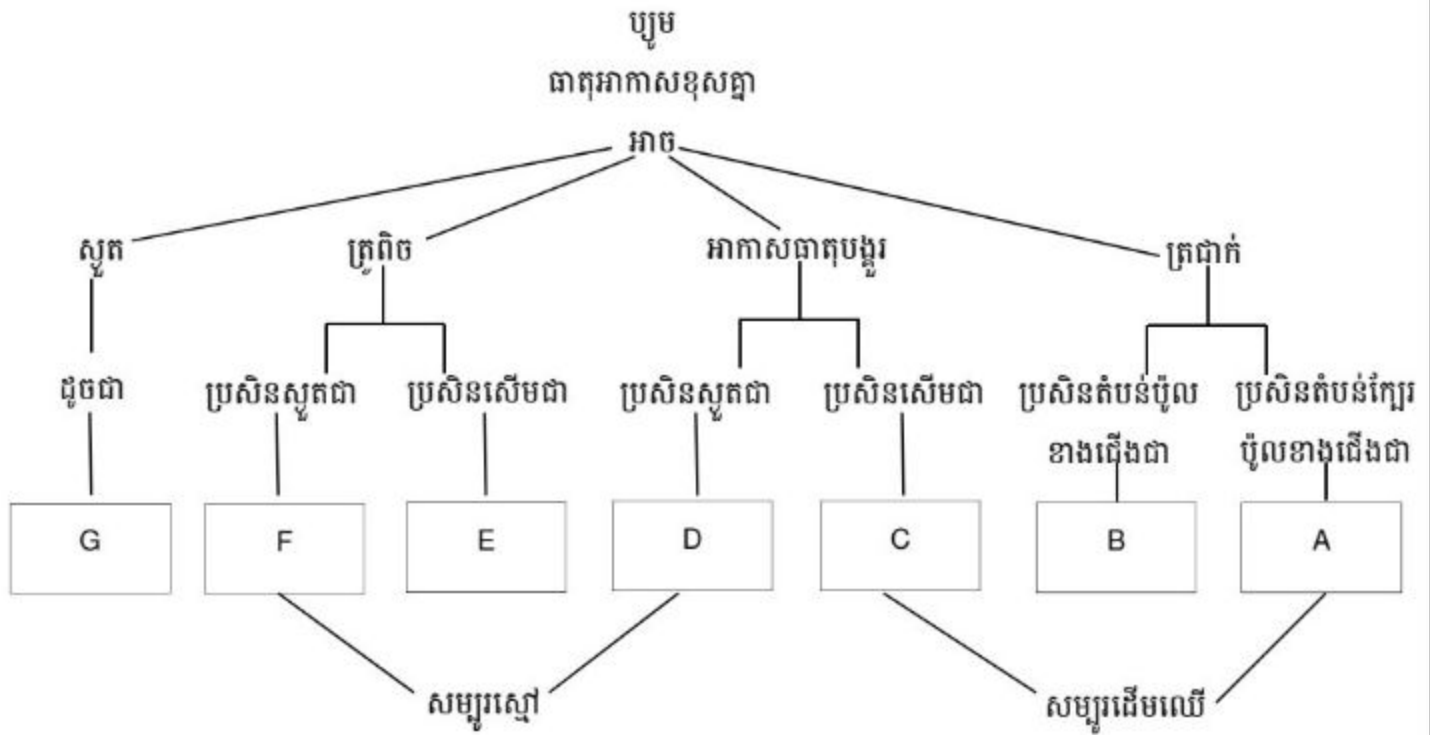 ប្យូម
ធាតុអាកាសខុសគ្នា
អាច
ស្ងួត
ត្រូពិច
អាកាសធាតុបង្គួរ
ត្រជាក់
ដូចជា
ប្រសិនស្ងួតជា
ប្រសិនសើមជា
ប្រសិនស្ងួតជា
ប្រសិនសើមជា
ប្រសិនតំបន់ប៉ូល
ខាងជើងជា
ប្រសិនតំបន់ក្បែរ
ប៉ូលខាងជើងជា
G
F
E
D
C
B
A
សម្បូរស្មៅ
សម្បូរដើមឈើ